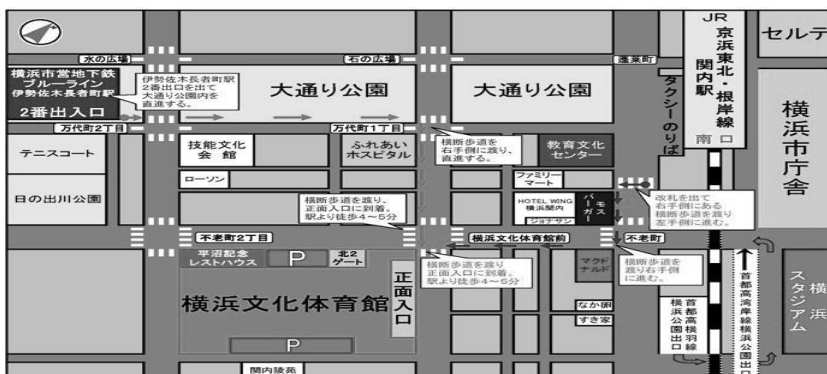 JR
京浜東北・根岸線
関内駅
南口
セルテ
水の広場
石の広場
蓬莱町
横浜市営地下鉄
ブルーライン
伊勢佐木長者町駅
2番出入口
伊勢佐木長者町駅
2番出口を出て
大通り公園内を
直進する。
大通り公園
大通り公園
タクシーのりば
横浜市庁舎
万代町2丁目
万代町1丁目
テニスコート
技能文化
会館
ふれあい
ホスピタル
横断歩道を
右手側に渡り、
直進する。
教育文化
センター
ローソン
ファミリー
マート
日の出川公園
横断歩道を渡り、
正面入口に到着。
駅より徒歩4~5分
HOTEL WING
横浜関内
ジョナサン
モス
バーガー
改札を出て
右手側にある
横断歩道を渡り
左手側に進む。
不老町2丁目
横浜文化体育館前
不老町
平沼記念
レストハウス
P
北2
ゲート
正面入口
横断歩道を渡り
正面入口に到着。
駅より徒歩4~5分
マクド
ナルド
横断歩道を
渡り右手側
に進む。
横浜文化体育館
なか卯
すき家
首都高横羽線
横浜公園出口
首都高湾岸線横浜公園出口
横浜
スタジアム
P
関内陵苑